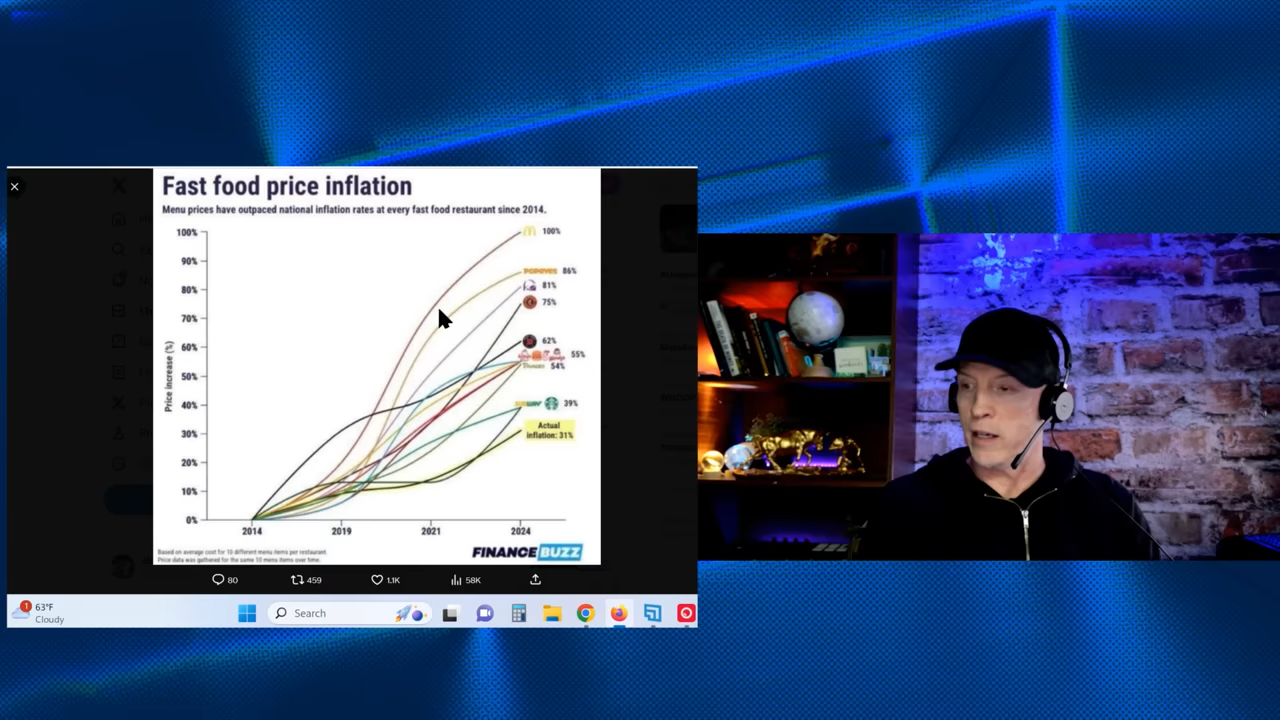 Fast food price inflation
Menu prices have outpaced national inflation rates at every fast food restaurant since 2014.
100%
90%
80%
70%
60%
50%
40%
30%
20%
10%
0%
Price increase (%)
100%
POPEYES 86%
81%
75%
62%
55%
54%
SUBWAY 39%
Actual
inflation: 31%
2014 2019 2021 2024
Based on average cost for 10 different menu items per restaurant.
Price data was gathered for the same 10 menu items over time.
FINANCEBUZZ
80 459 1.1K 58K
1 63°F
Cloudy
Search